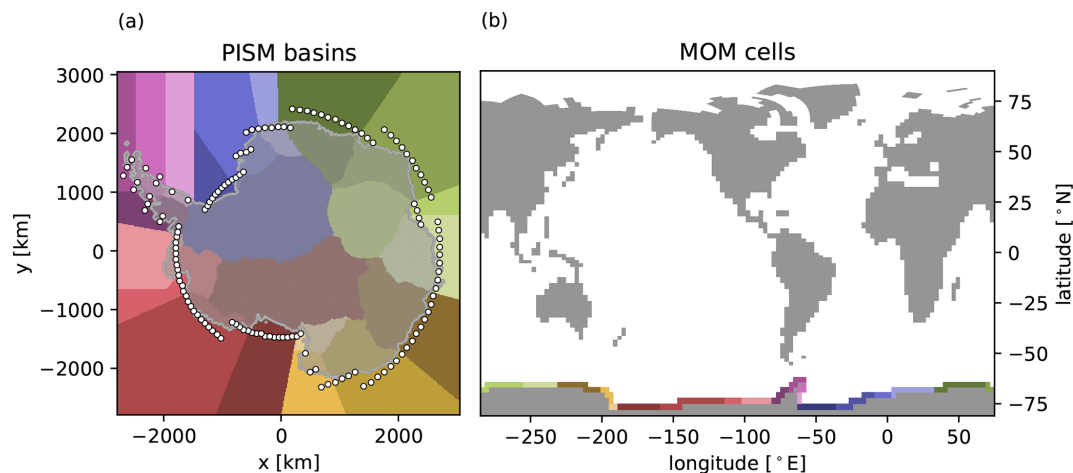 (a)
PISM basins
3000
2000
1000
0
−1000
−2000
y [km]
−2000
0
2000
x [km]
(b)
MOM cells
75
50
25
0
−25
−50
−75
latitude [°N]
−250
−200
−150
−100
−50
0
50
longitude [°E]